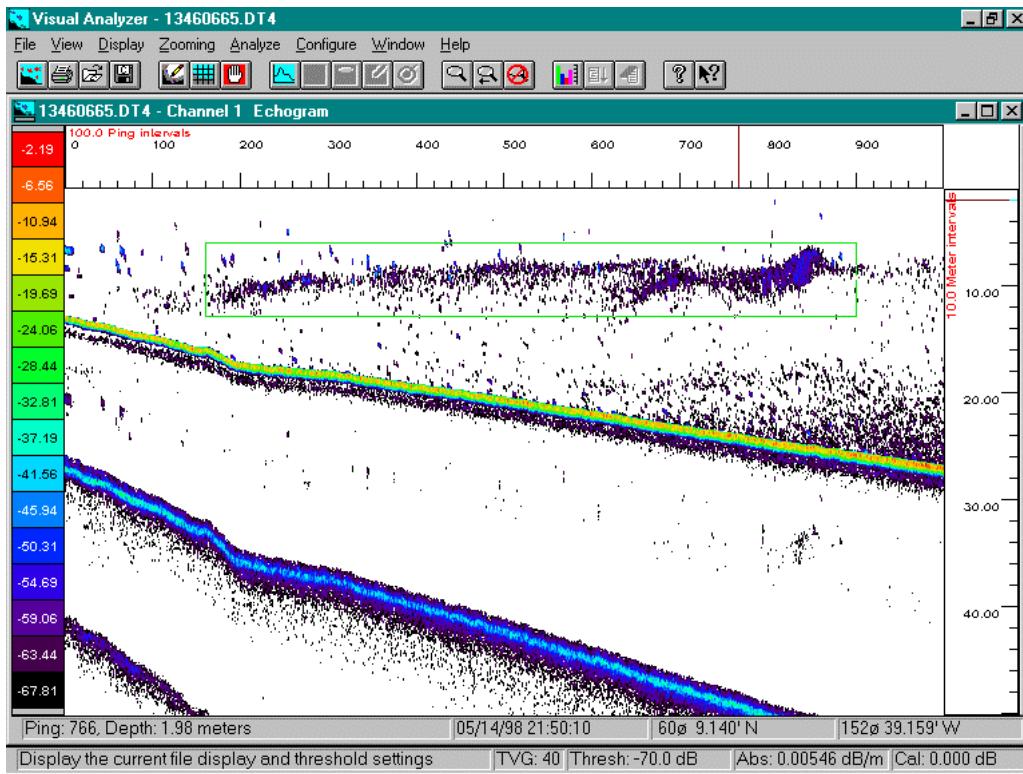 Visual Analyzer - 13460665.DT4
File View Display Zooming Analyze Configure Window Help
13460665.DT4 - Channel 1 Echogram
100.0 Ping intervals
0 100 200 300 400 500 600 700 800 900
-2.19
-6.56
-10.94
-15.31
-19.69
-24.06
-28.44
-32.81
-37.19
-41.56
-45.94
-50.31
-54.69
-59.06
-63.44
-67.81
10.0 Meter intervals
10.00
20.00
30.00
40.00
Ping: 766, Depth: 1.98 meters 05/14/98 21:50:10 60ø 9.140' N 152ø 39.159' W
Display the current file display and threshold settings TVG: 40 Thresh: -70.0 dB Abs: 0.00546 dB/m Cal: 0.000 dB